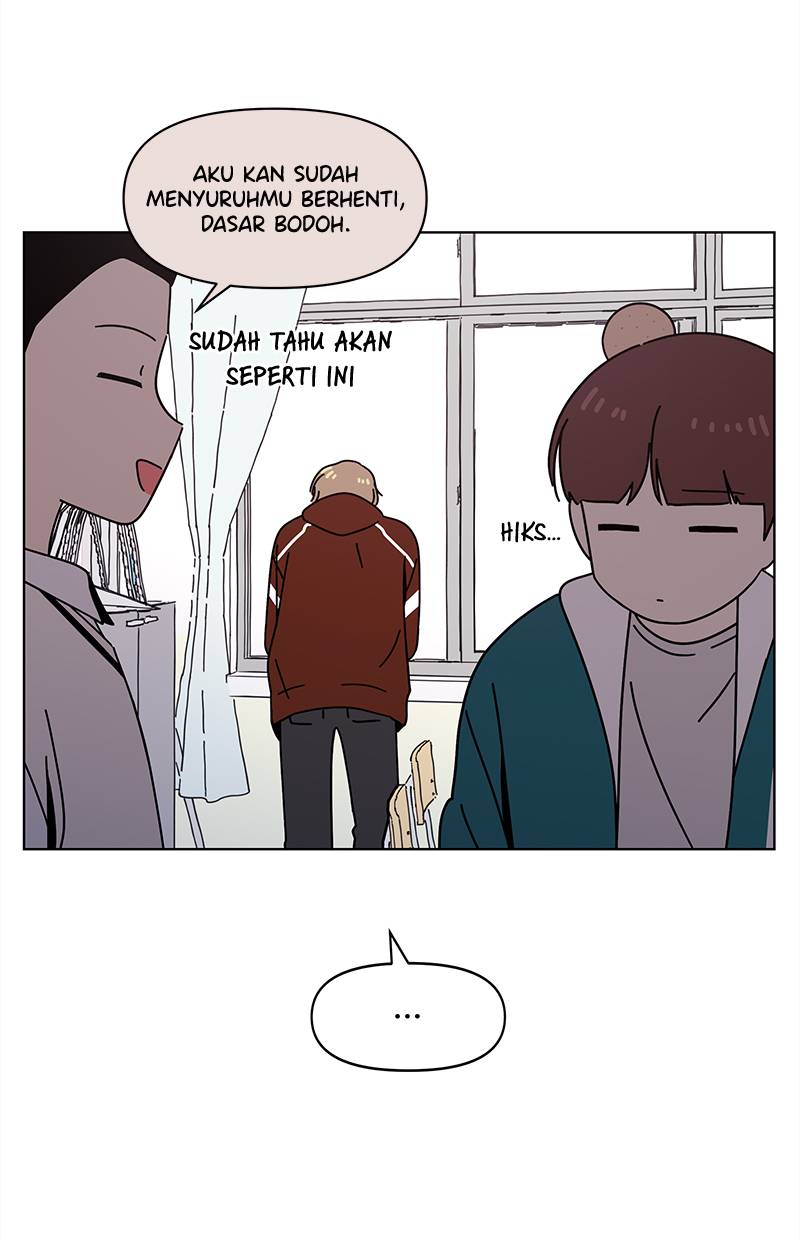 AKU KAN SUDAH
MENYURUHMU BERHENTI,
DASAR BODOH.
SUDAH TAHU AKAN
SEPERTI INI
HIKS...
...